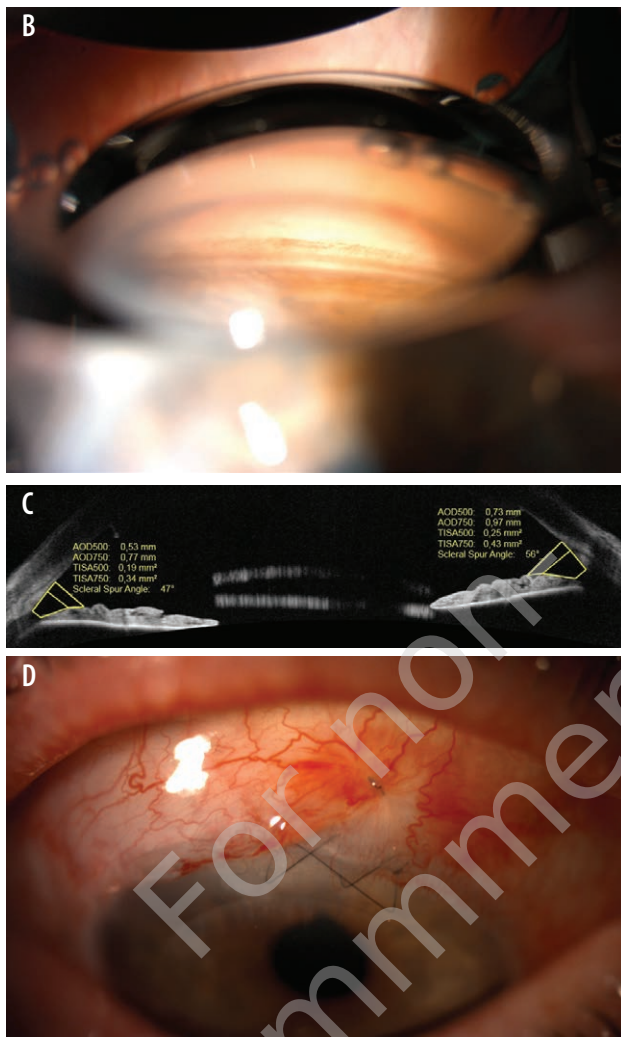 B
C
AOD500: 0,53 mm
AOD750: 0,77 mm
TISA500: 0,19 mm²
TISA750: 0,34 mm²
Scleral Spur Angle: 47°
AOD500: 0,73 mm
AOD750: 0,97 mm
TISA500: 0,25 mm²
TISA750: 0,43 mm²
Scleral Spur Angle: 56°
D
For non
mmmer